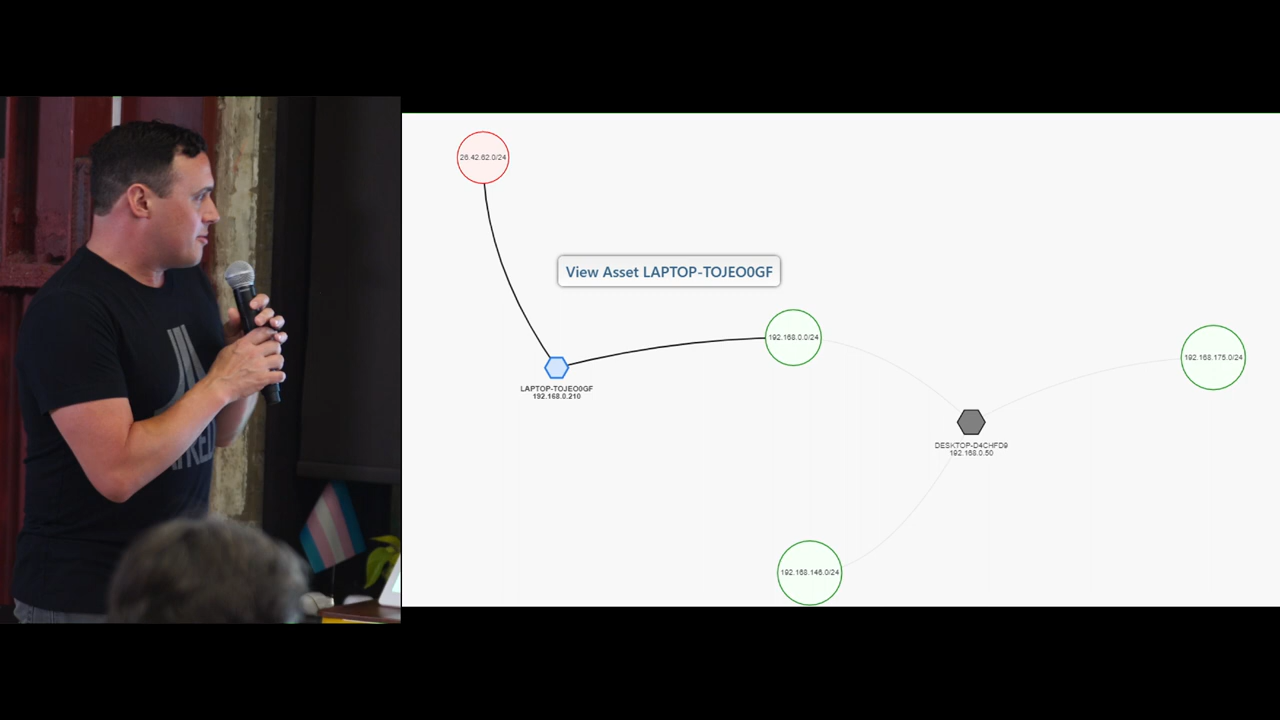 26.42.62.0/24
View Asset LAPTOP-TOJEO0GF
192.168.0.0/24
192.168.175.0/24
LAPTOP-TOJEO0GF
192.168.0.210
DESKTOP-D4CHFD9
192.168.0.50
192.168.146.0/24